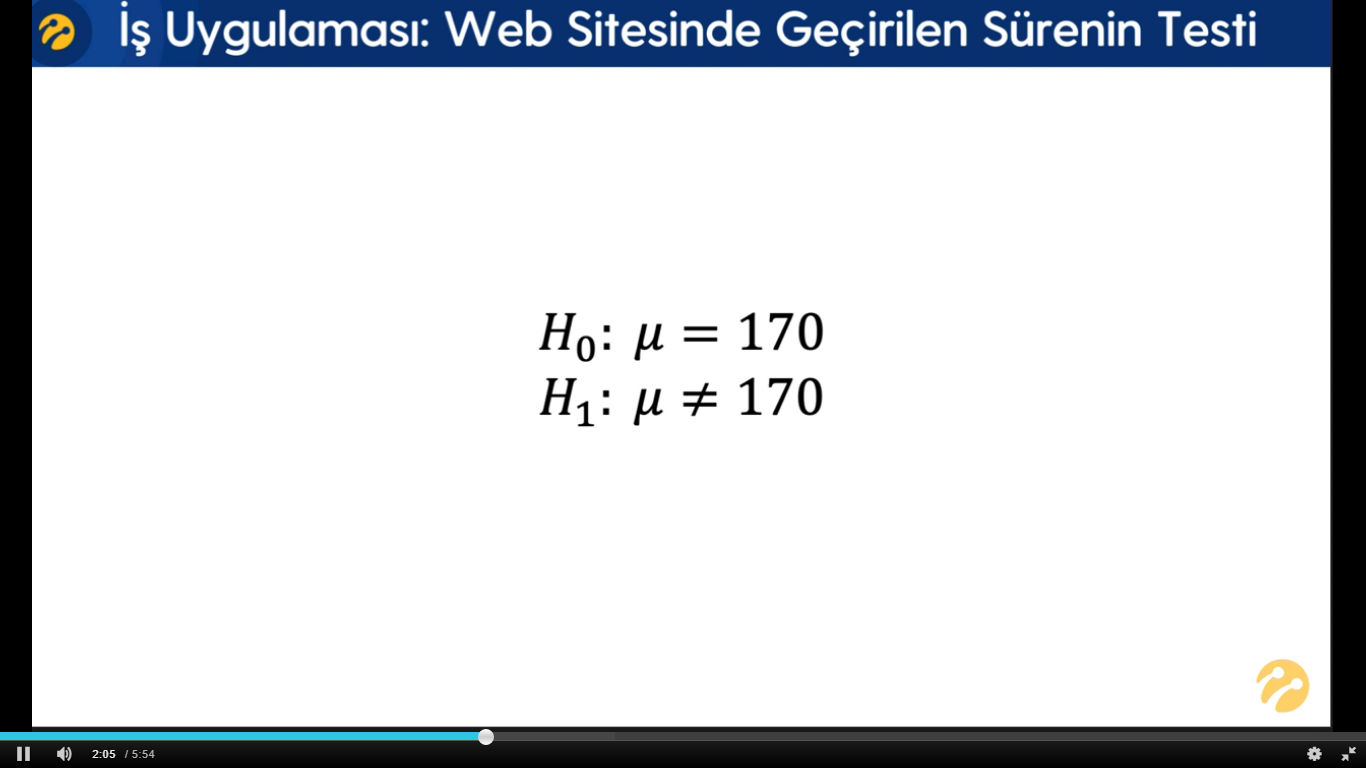 İş Uygulaması: Web Sitesinde Geçirilen Sürenin Testi
H₀: μ = 170
H₁: μ ≠ 170
2:05 / 5:54